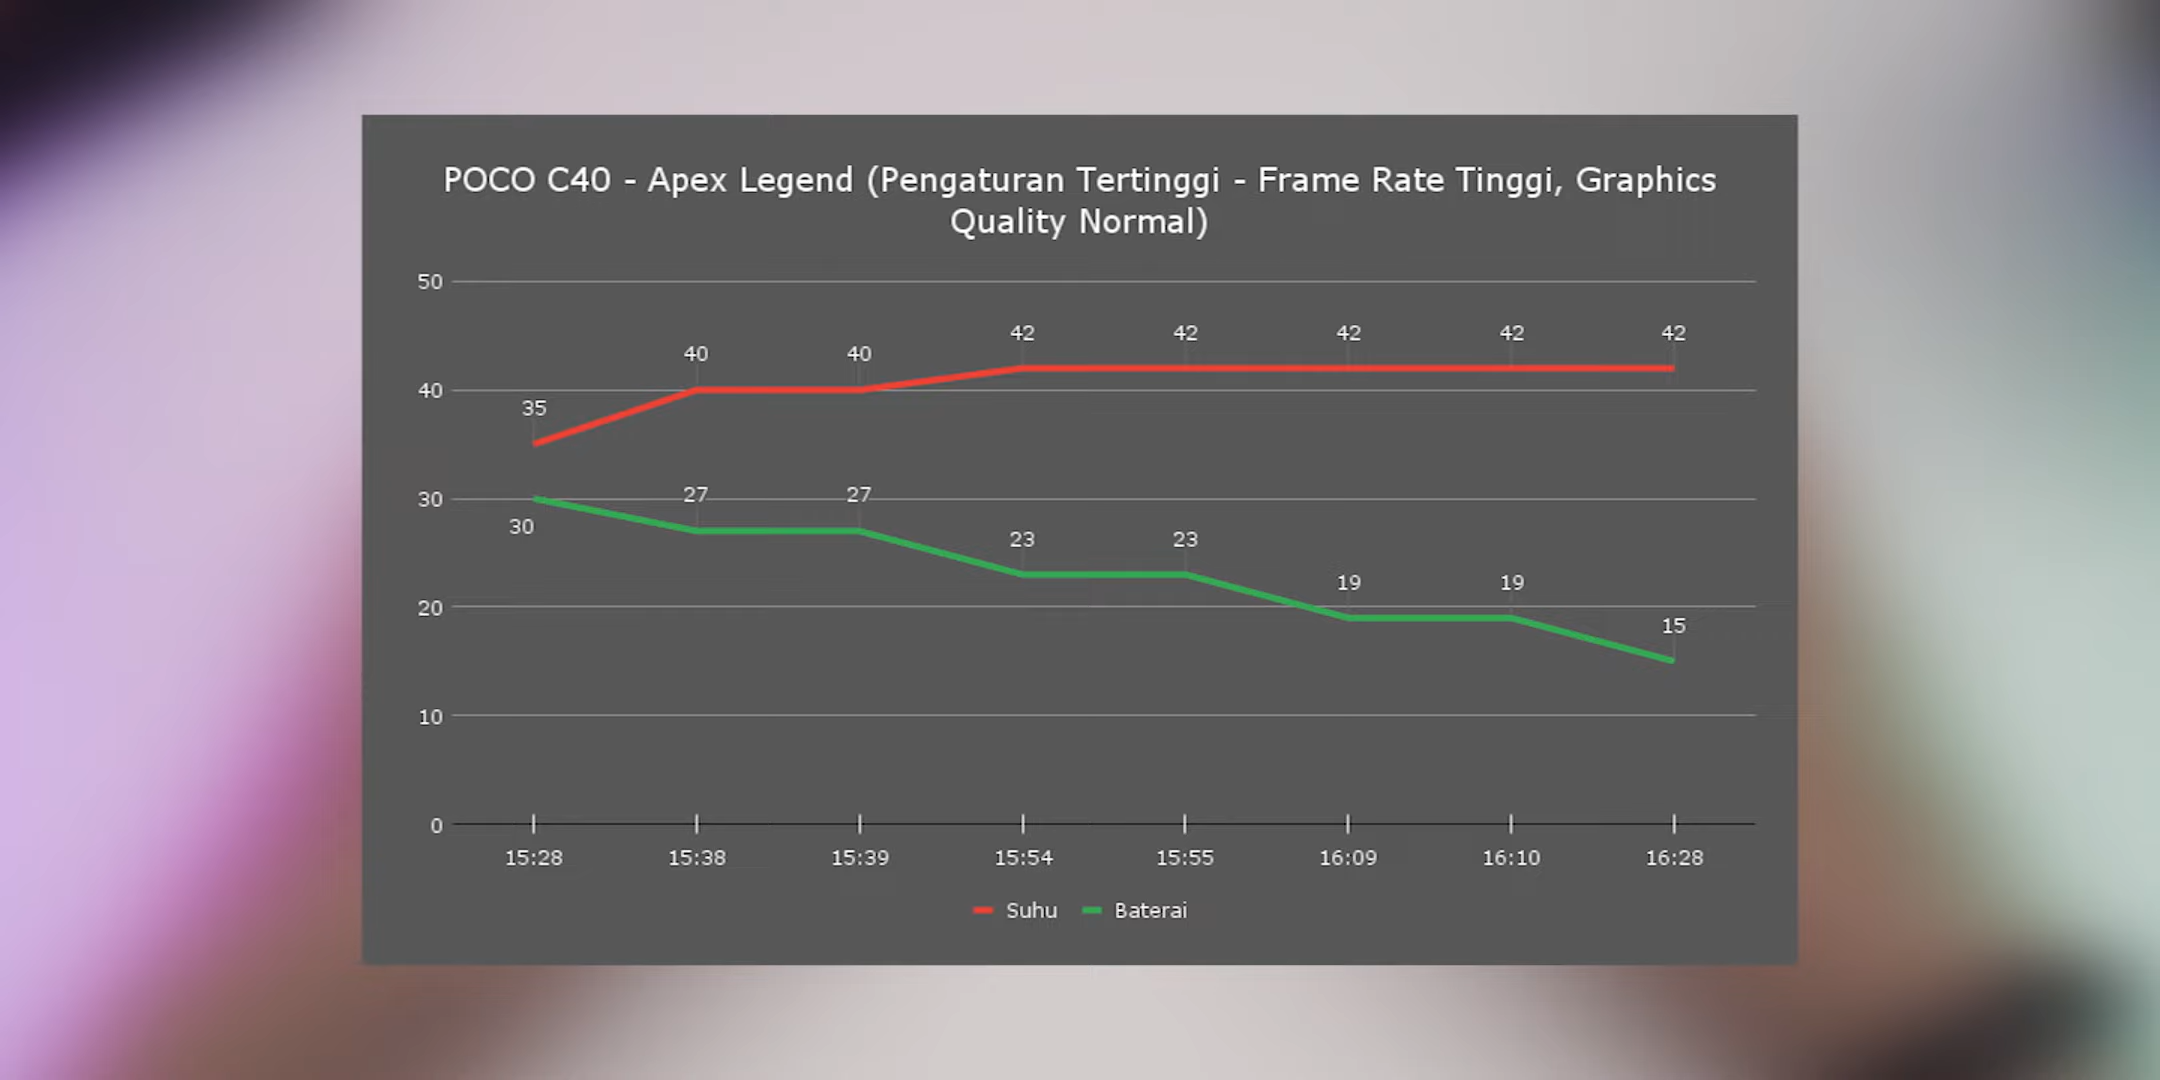 POCO C40 - Apex Legend (Pengaturan Tertinggi - Frame Rate Tinggi, Graphics
Quality Normal)
50
42 42 42 42 42
40 40
40
35
27 27
30
30
23 23
19 19
20
15
10
0
15:28 15:38 15:39 15:54 15:55 16:09 16:10 16:28
Suhu Baterai